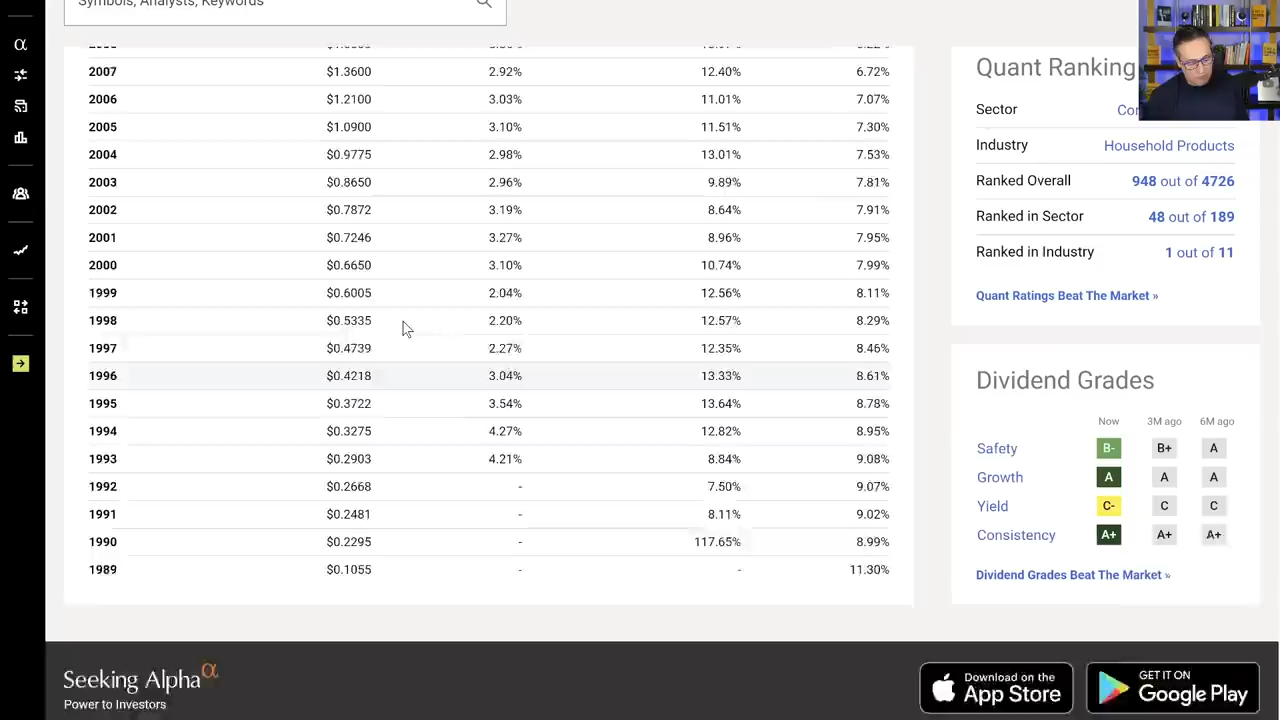 Symbols, Analysts, Keywords
2007 $1.3600 2.92% 12.40% 6.72%
2006 $1.2100 3.03% 11.01% 7.07%
2005 $1.0900 3.10% 11.51% 7.30%
2004 $0.9775 2.98% 13.01% 7.53%
2003 $0.8650 2.96% 9.89% 7.81%
2002 $0.7872 3.19% 8.64% 7.91%
2001 $0.7246 3.27% 8.96% 7.95%
2000 $0.6650 3.10% 10.74% 7.99%
1999 $0.6005 2.04% 12.56% 8.11%
1998 $0.5335 2.20% 12.57% 8.29%
1997 $0.4739 2.27% 12.35% 8.46%
1996 $0.4218 3.04% 13.33% 8.61%
1995 $0.3722 3.54% 13.64% 8.78%
1994 $0.3275 4.27% 12.82% 8.95%
1993 $0.2903 4.21% 8.84% 9.08%
1992 $0.2668 - 7.50% 9.07%
1991 $0.2481 - 8.11% 9.02%
1990 $0.2295 - 117.65% 8.99%
1989 $0.1055 - - 11.30%
Quant Ranking
Sector
Industry Household Products
Ranked Overall 948 out of 4726
Ranked in Sector 48 out of 189
Ranked in Industry 1 out of 11
Quant Ratings Beat The Market »
Dividend Grades
Now 3M ago 6M ago
Safety B- B+ A
Growth A A A
Yield C- C C
Consistency A+ A+ A+
Dividend Grades Beat The Market »
Seeking Alpha α
Power to Investors
Download on the
App Store
GET IT ON
Google Play